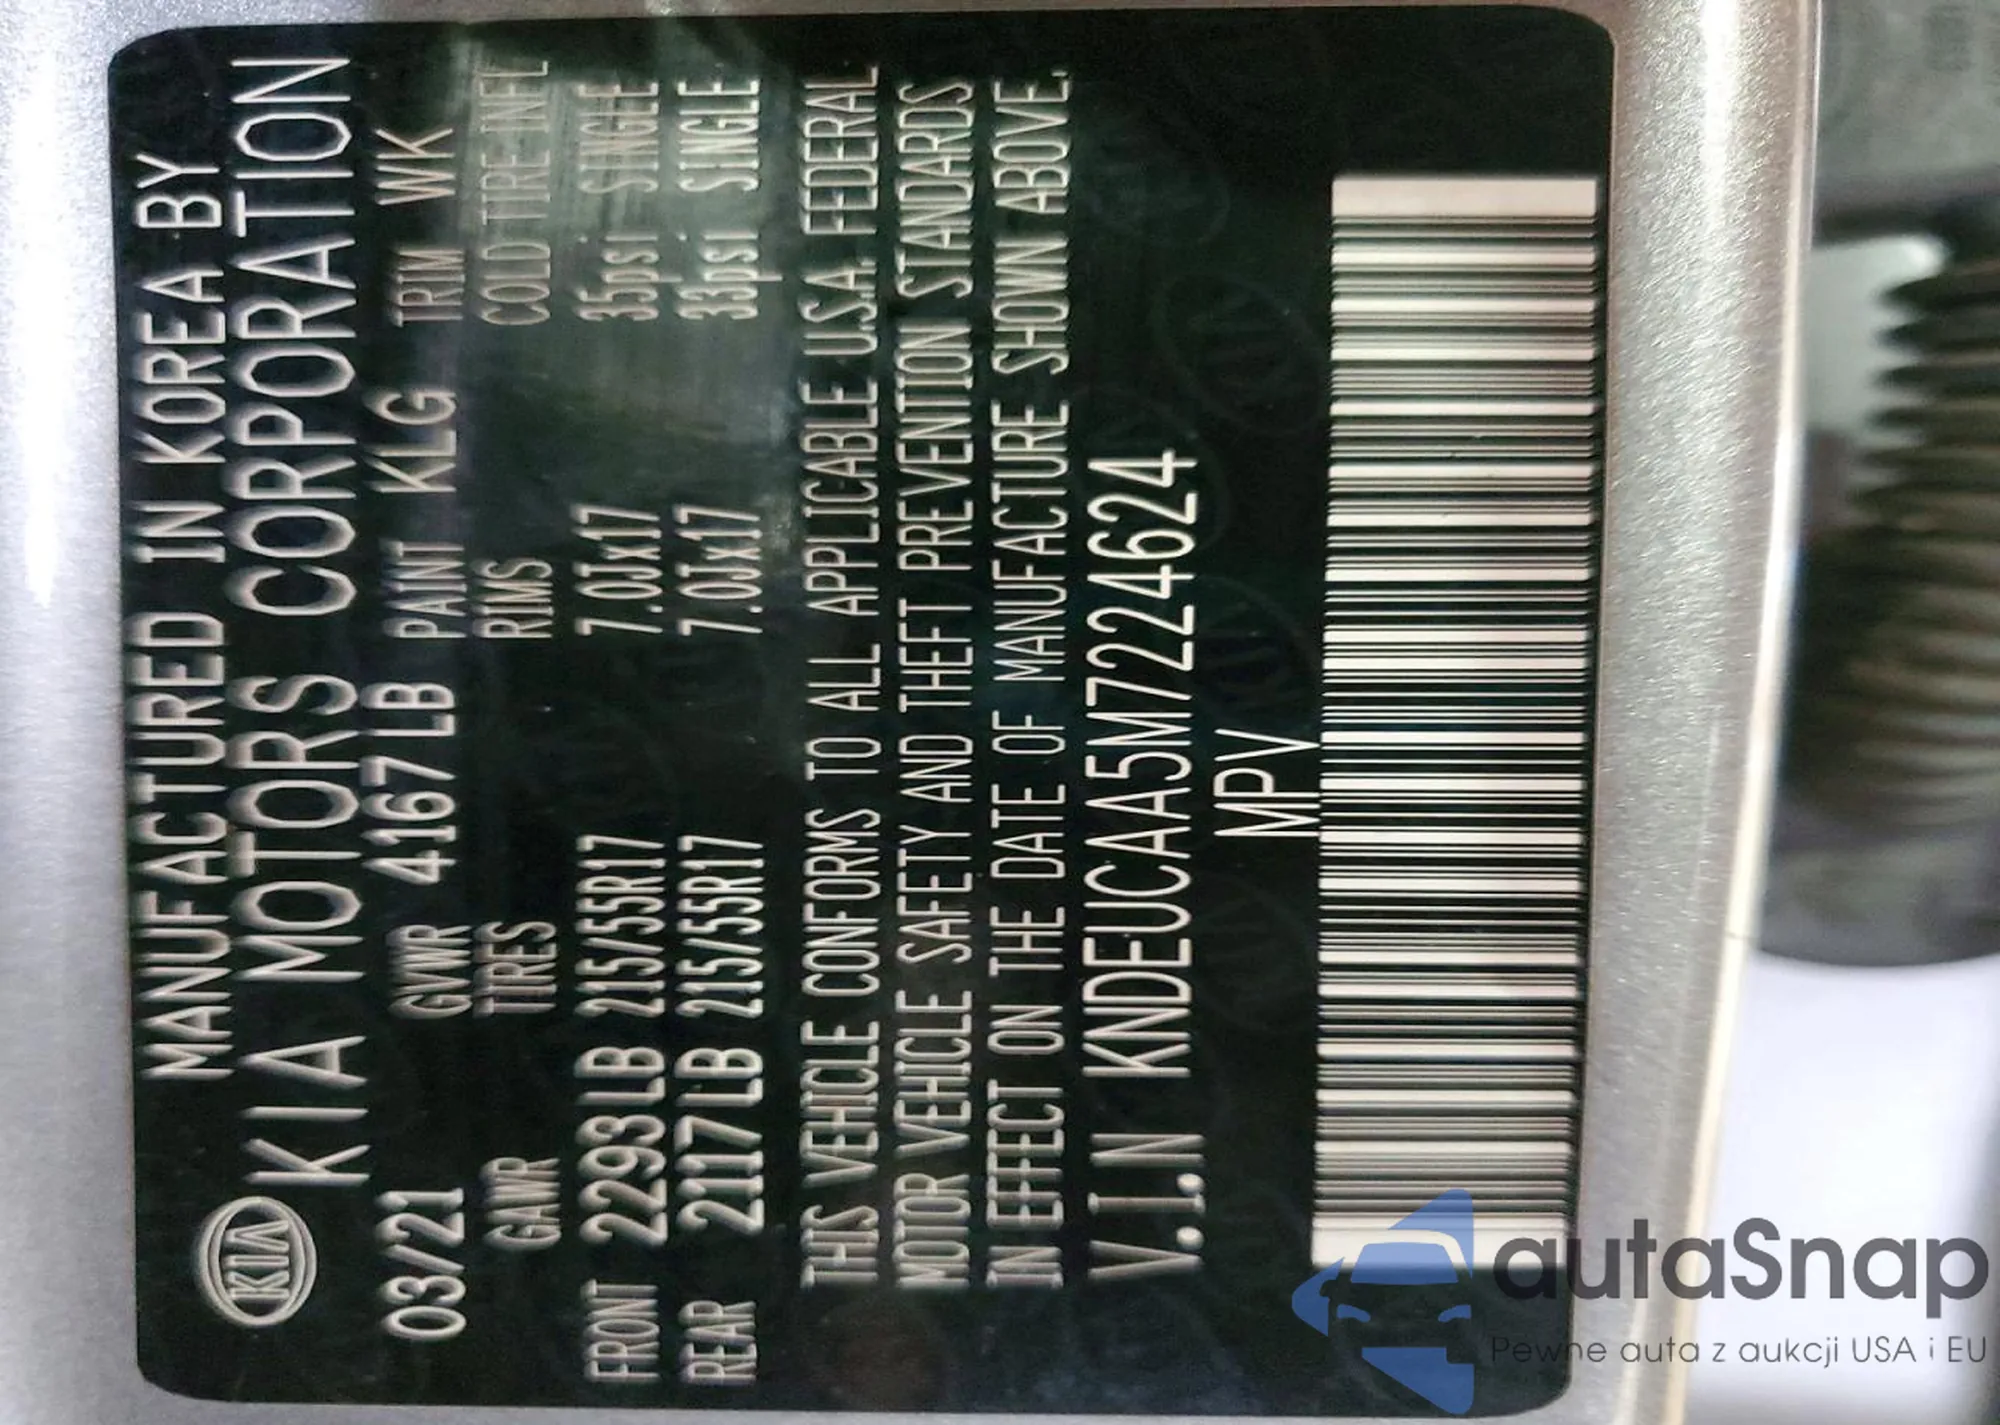 KIA
MANUFACTURED IN KOREA BY
KIA MOTORS CORPORATION
03/21 GVWR 4167LB PAINT KLG TRIM WK
GAWR TIRES RIMS COLD TIRE INFL
FRONT 2293LB 215/55R17 7.0Jx17 35psi SINGLE
REAR 2117LB 215/55R17 7.0Jx17 33psi SINGLE
THIS VEHICLE CONFORMS TO ALL APPLICABLE U.S.A. FEDERAL
MOTOR VEHICLE SAFETY AND THEFT PREVENTION STANDARDS
IN EFFECT ON THE DATE OF MANUFACTURE SHOWN ABOVE.
V.I.N KNDEUCAA5M7224624
MPV
autaSnap
Pewne auta z aukcji USA i EU